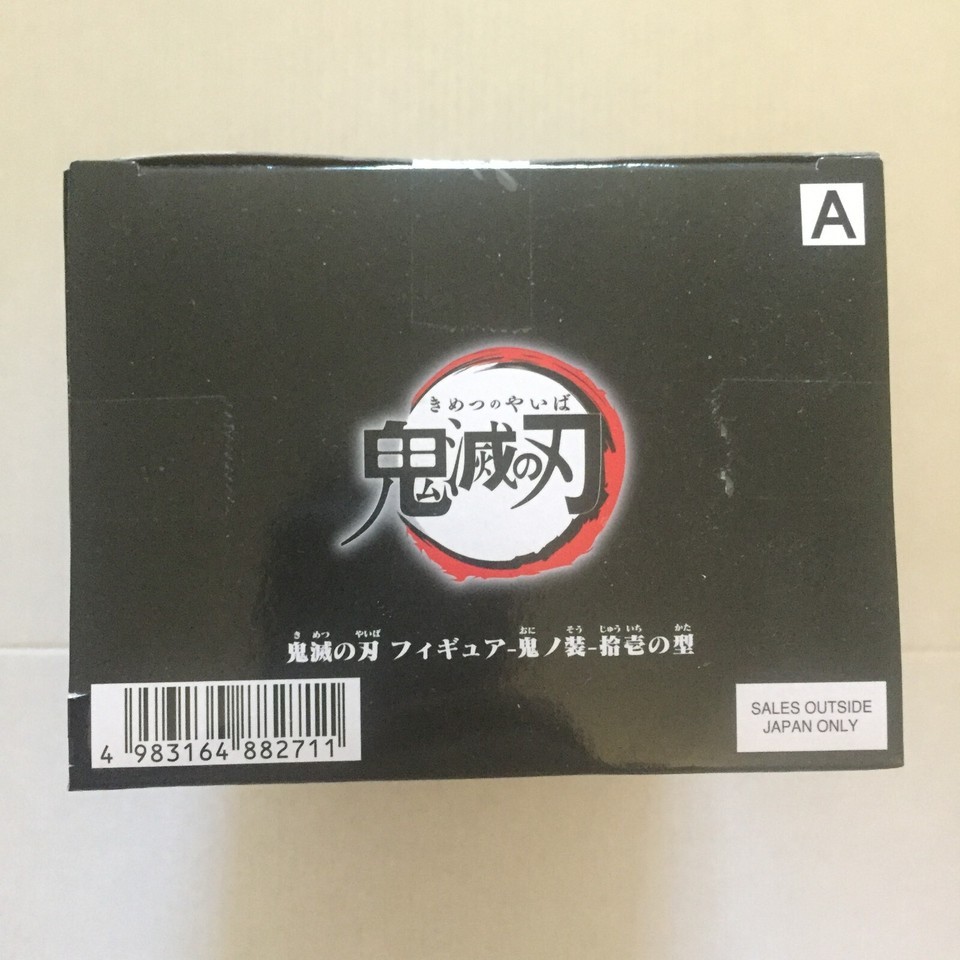 A
きめつのやいば
鬼滅の刃
き めつ やいば おに そう じゅう いち かた
鬼滅の刃 フィギュア-鬼ノ装-拾壱の型
4 983164 882711
SALES OUTSIDE
JAPAN ONLY